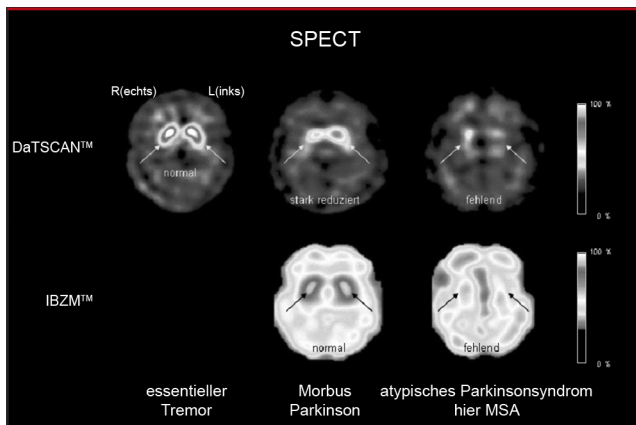 SPECT
R(echts) L(inks)
DaTSCAN™
100 %
normal
stark reduziert
fehlend
0 %
100 %
IBZM™
normal
fehlend
0 %
essentieller
Tremor
Morbus
Parkinson
atypisches Parkinsonsyndrom
hier MSA